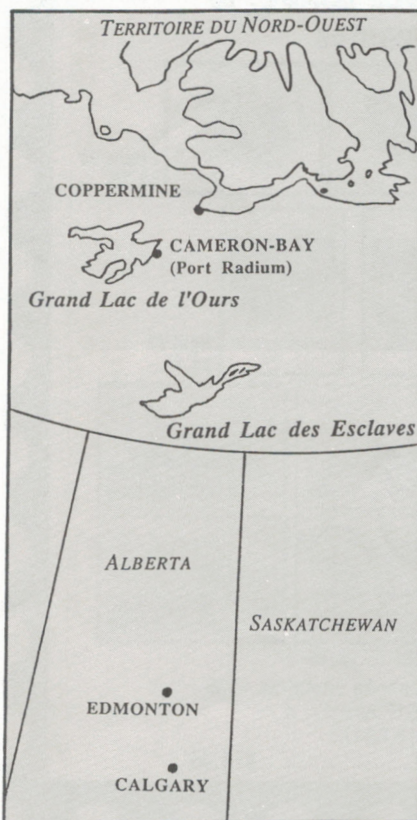 TERRITOIRE DU NORD-OUEST
COPPERMINE
CAMERON-BAY
(Port Radium)
Grand Lac de l'Ours
Grand Lac des Esclaves
ALBERTA
SASKATCHEWAN
EDMONTON
CALGARY